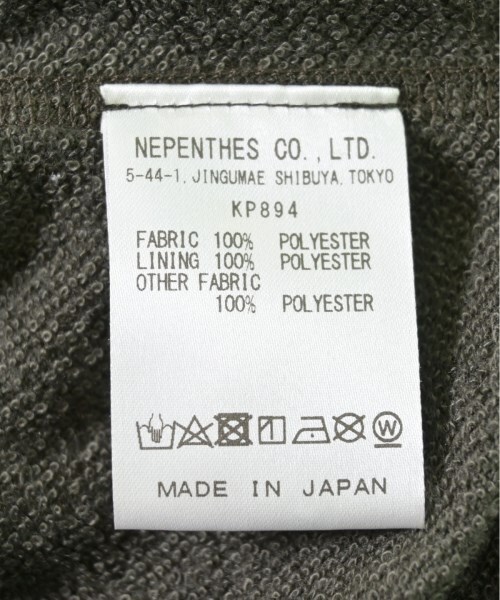 NEPENTHES CO., LTD.
5-44-1, JINGUMAE SHIBUYA, TOKYO
KP894
FABRIC 100% POLYESTER
LINING 100% POLYESTER
OTHER FABRIC
100% POLYESTER
W
MADE IN JAPAN